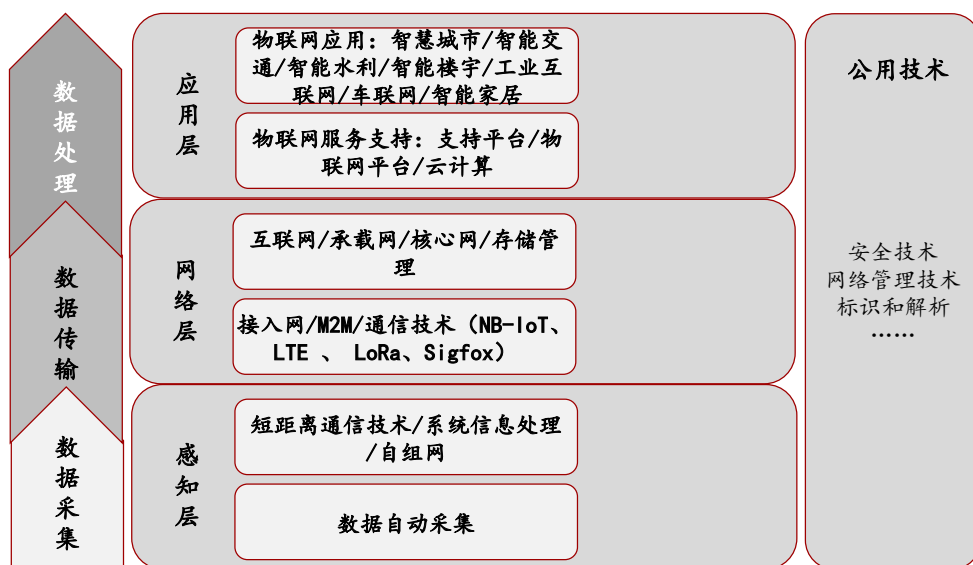 数据处理
数据传输
数据采集
应用层
物联网应用：智慧城市/智能交
通/智能水利/智能楼宇/工业互
联网/车联网/智能家居
物联网服务支持：支持平台/物
联网平台/云计算
网络层
互联网/承载网/核心网/存储管
理
接入网/M2M/通信技术（NB-IoT、
LTE 、 LoRa、Sigfox）
感知层
短距离通信技术/系统信息处理
/自组网
数据自动采集
公用技术
安全技术
网络管理技术
标识和解析
……